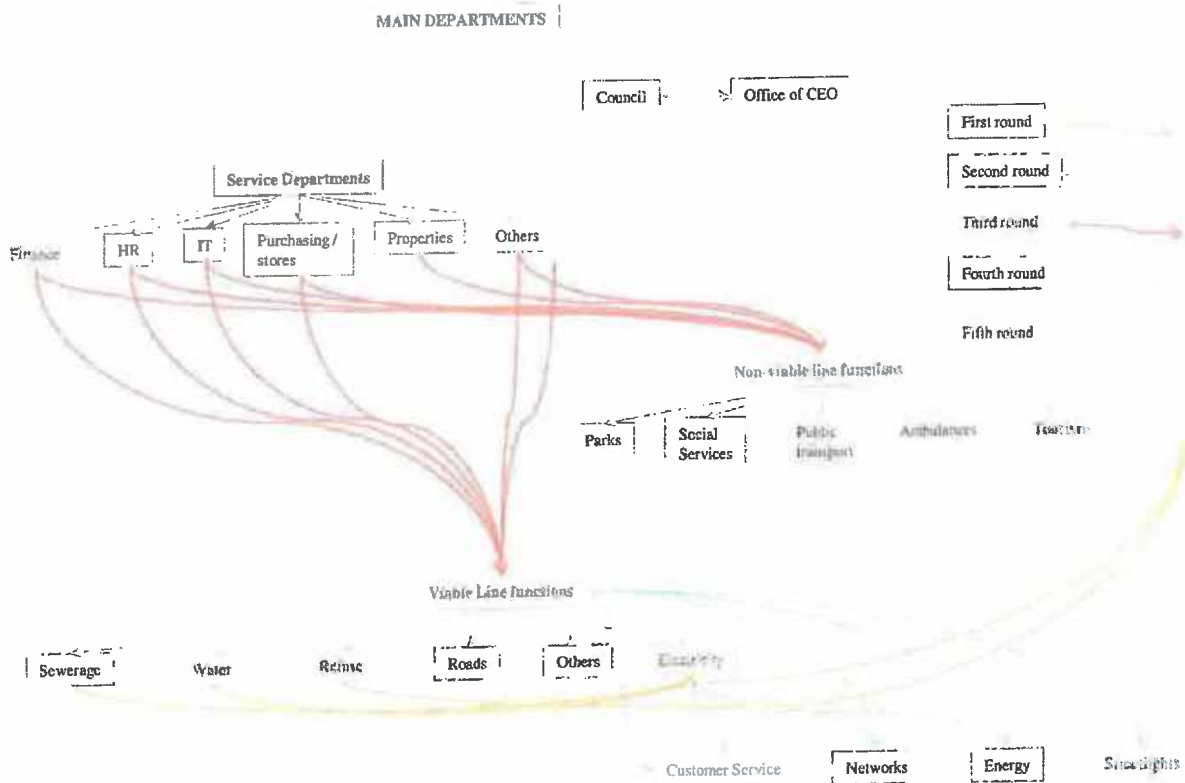 MAIN DEPARTMENTS
Council
Office of CEO
First round
Second round
Service Departments
Third round
Finance
HR
IT
Purchasing/
stores
Properties
Others
Fourth round
Fifth round
Non-viable line functions
Parks
Social
Services
Public
transport
Ambulances
Tourism
Viable Line functions
Sewerage
Water
Refuse
Roads
Others
Electricity
Customer Service
Networks
Energy
Streetlights